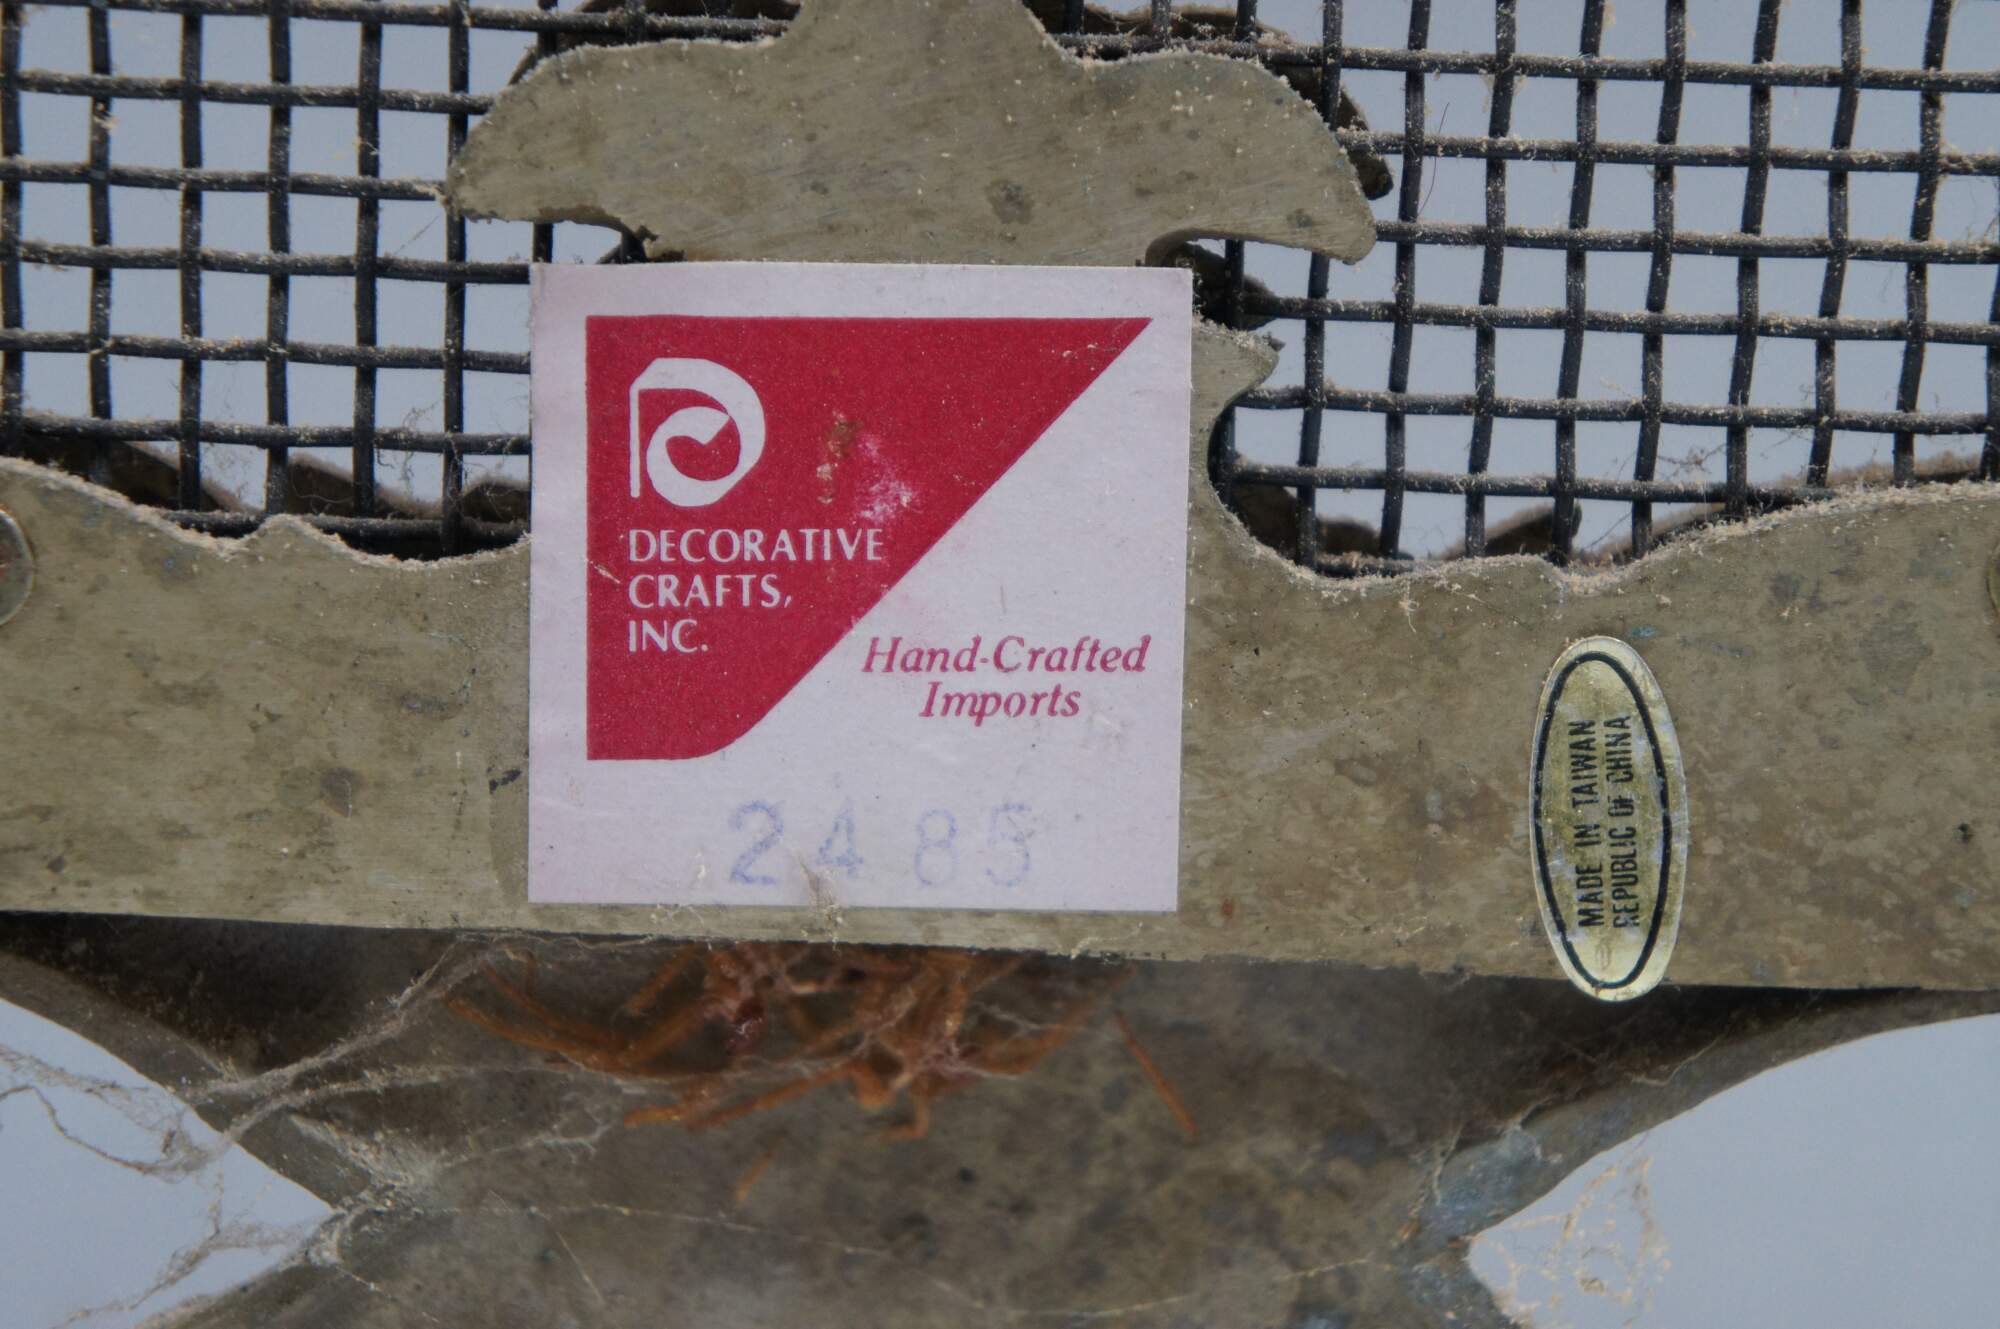 DECORATIVE
CRAFTS,
INC.
Hand-Crafted
Imports
2485
MADE IN TAIWAN
REPUBLIC OF CHINA